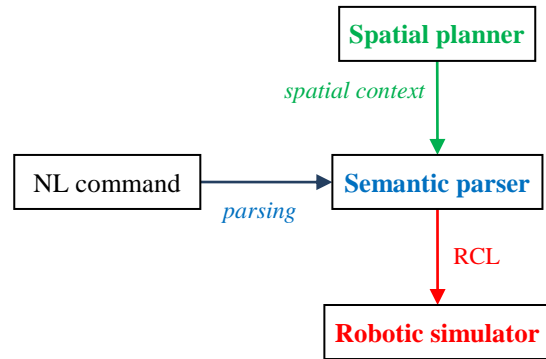 Spatial planner
spatial context
NL command
Semantic parser
parsing
RCL
Robotic simulator